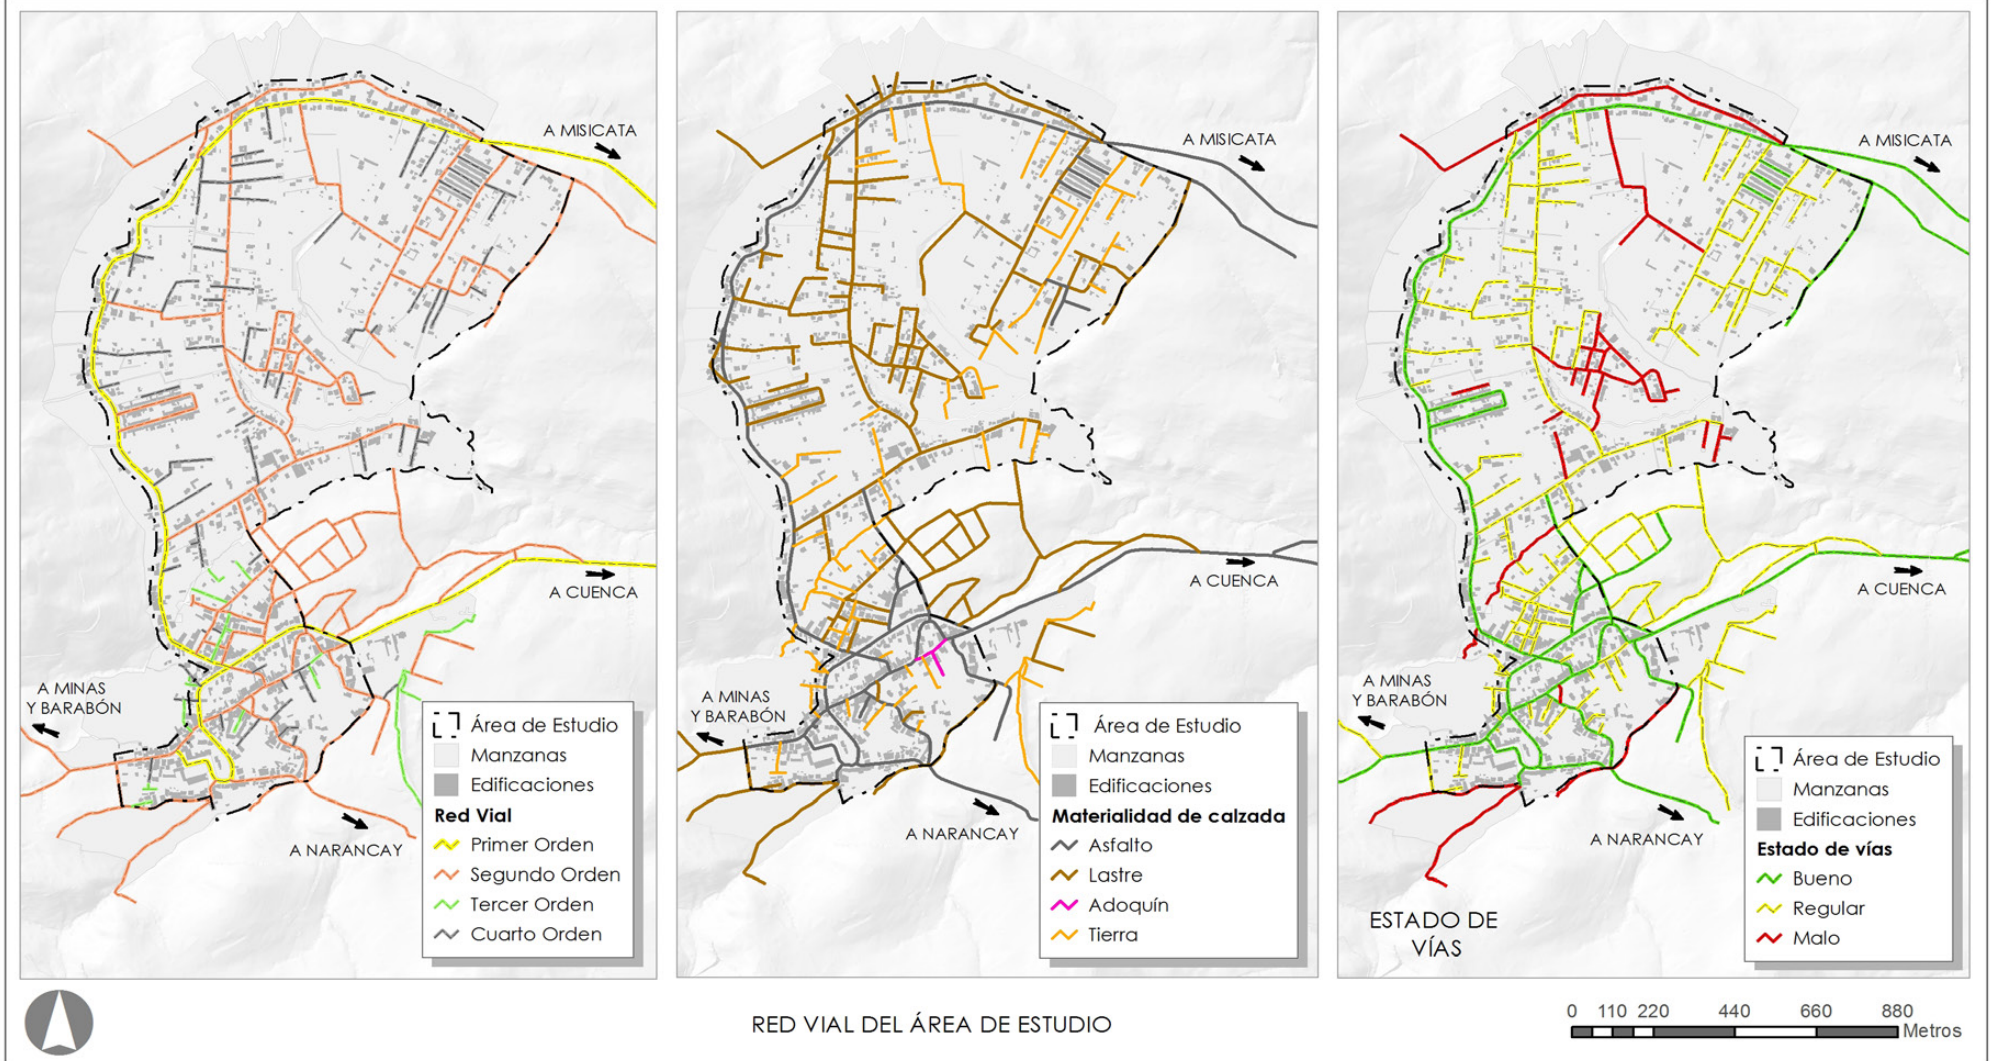 A MISICATA
A CUENCA
A MINAS
Y BARABÓN
A NARANCAY
Área de Estudio
Manzanas
Edificaciones
Red Vial
Primer Orden
Segundo Orden
Tercer Orden
Cuarto Orden
A MISICATA
A CUENCA
A MINAS
Y BARABÓN
A NARANCAY
Área de Estudio
Manzanas
Edificaciones
Materialidad de calzada
Asfalto
Lastre
Adoquín
Tierra
A MISICATA
A CUENCA
A MINAS
Y BARABÓN
A NARANCAY
Área de Estudio
Manzanas
Edificaciones
Estado de vías
Bueno
Regular
Malo
ESTADO DE
VÍAS
RED VIAL DEL ÁREA DE ESTUDIO
0 110 220 440 660 880
Metros